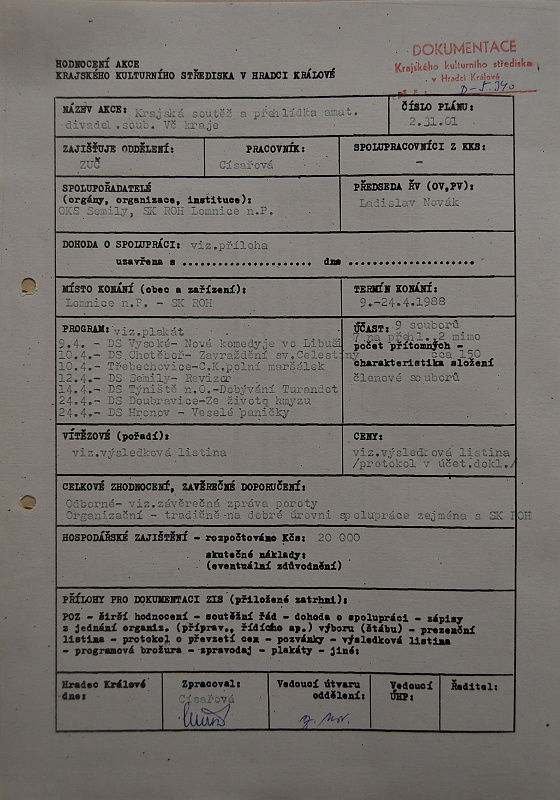 HODNOCENÍ AKCE
KRAJSKÉHO KULTURNÍHO STŘEDISKA V HRADCI KRÁLOVÉ
DOKUMENTACE
Krajského kulturního střediska
v Hradci Králové
D-5.340
NÁZEV AKCE: Krajská soutěž a přehlídka amat.
divadel.soub. Vč kraje
ČÍSLO PLÁNU:
2.31.01
ZAJIŠŤUJE ODDĚLENÍ:
ZUČ
PRACOVNÍK:
Císařová
SPOLUPRACOVNÍCI Z KKS:
-
SPOLUPOŘADATELÉ
(orgány, organizace, instituce):
OKS Semily, SK ROH Lomnice n.P.
PŘEDSEDA ŘV (OV,PV):
Ladislav Novák
DOHODA O SPOLUPRÁCI: viz.příloha
uzavřena s ..................... dne .....................
MÍSTO KONÁNÍ (obec a zařízení):
Lomnice n.P. - SK ROH
TERMÍN KONÁNÍ:
9.-24.4.1988
PROGRAM: viz.plakát
9.4. - DS Vysoké- Nová komedyje vo Libuši
10.4. - DS Chotěboř- Zavraždění sv.Celestiny
10.4. - Třebechovice-C.K.polní maršálek
12.4. - DS Semily- Revizor
14.4. - DS Týniště n.O.-Dobývání Turandot
24.4. - DS Doubravice-Ze života hmyzu
24.4.- DS Hronov - Veselé paničky
ÚČAST: 9 souborů
7 na přehl., 2 mimo
počet přítomných -
cca 150
charakteristika složení
členové souborů
VÍTĚZOVÉ (pořadí):
viz.výsledková listina
CENY:
viz.výsledková listina
/protokol v účet.dokl./
CELKOVÉ ZHODNOCENÍ, ZÁVĚREČNÉ DOPORUČENÍ:
Odborné- viz.závěrečná zpráva poroty
Organizační - tradičně na dobré úrovni spolupráce zejména s SK ROH
HOSPODÁŘSKÉ ZAJIŠTĚNÍ - rozpočtováno Kčs: 20 000
skutečné náklady:
(eventuální zdůvodnění)
PŘÍLOHY PRO DOKUMENTACI ZIS (přiložené zatrhni):
POZ - širší hodnocení - soutěžní řád - dohoda o spolupráci - zápisy
z jednání organiz. (příprav., řídícího ap.) výboru (štábu) - prezenční
listina - protokol o převzetí cen - pozvánky - výsledková listina
- programová brožura - zpravodaj - plakáty - jiné:
Hradec Králové
dne:
Zpracoval:
Císařová
Vedoucí útvaru
oddělení:
Vedoucí
ÚHP:
Ředitel: